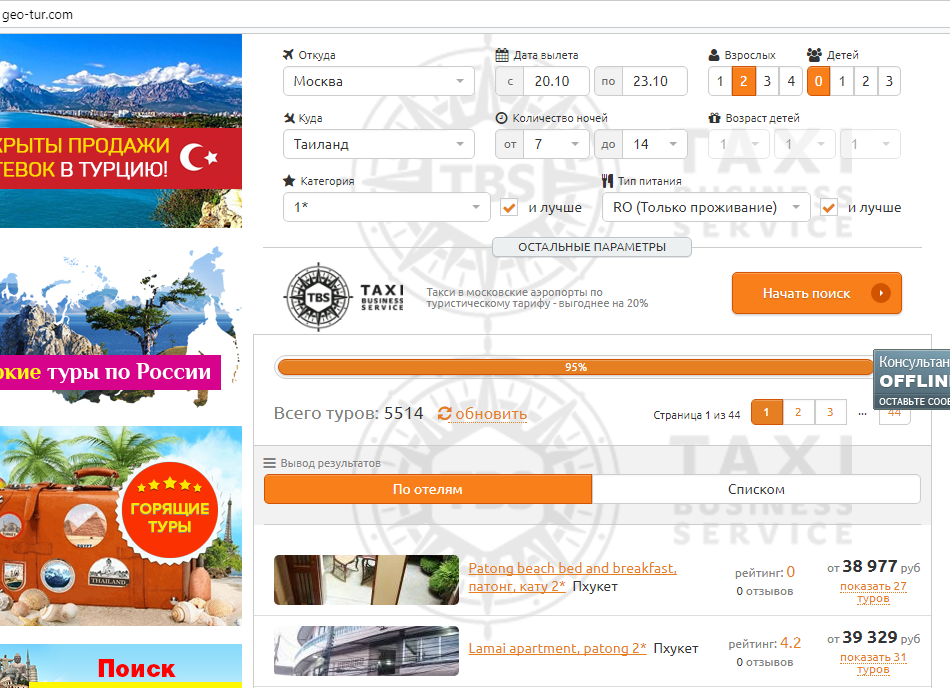 geo-tur.com
КРЫТЫ ПРОДАЖИ
ТЕВОК В ТУРЦИЮ!
ркие туры по России
ГОРЯЩИЕ
ТУРЫ
EGYPT
THAILAND
Поиск
Откуда
Москва
Дата вылета
с 20.10 по 23.10
Взрослых
1 2 3 4
Детей
0 1 2 3
Куда
Таиланд
Количество ночей
от 7 до 14
Возраст детей
1 1 1
Категория
1*
и лучше
Тип питания
RO (Только проживание)
и лучше
ОСТАЛЬНЫЕ ПАРАМЕТРЫ
TBS
TAXI
BUSINESS
SERVICE
Такси в московские аэропорты по
туристическому тарифу - выгоднее на 20%
Начать поиск
95%
Консультан
OFFLIN
ОСТАВЬТЕ СООБ
Всего туров: 5514 обновить
Страница 1 из 44
1 2 3 ... 44
Вывод результатов
По отелям
Списком
Patong beach bed and breakfast,
патонг, кату 2* Пхукет
рейтинг: 0
0 отзывов
от 38 977 руб
показать 27
туров
Lamai apartment, patong 2* Пхукет
рейтинг: 4.2
0 отзывов
от 39 329 руб
показать 31
туров
TBS
TAXI
BUSINESS
SERVICE
TBS
TAXI
BUSINESS
SERVICE